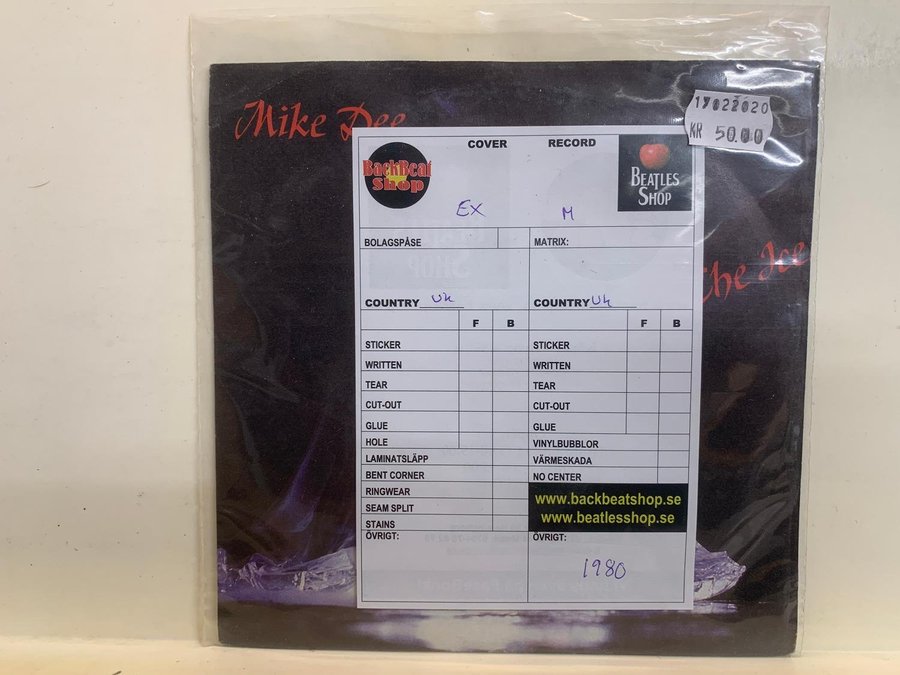 Mike Dee
The Ice
17022020
KR 50.00
BackBeat
Shop
COVER
RECORD
BEATLES
SHOP
EX
M
BOLAGSPÅSE
MATRIX:
COUNTRY UK
COUNTRY UK
F B
F B
STICKER
STICKER
WRITTEN
WRITTEN
TEAR
TEAR
CUT-OUT
CUT-OUT
GLUE
GLUE
HOLE
VINYLBUBBLOR
LAMINATSLÄPP
VÄRMESKADA
BENT CORNER
NO CENTER
RINGWEAR
SEAM SPLIT
STAINS
www.backbeatshop.se
www.beatlesshop.se
ÖVRIGT:
ÖVRIGT:
1980